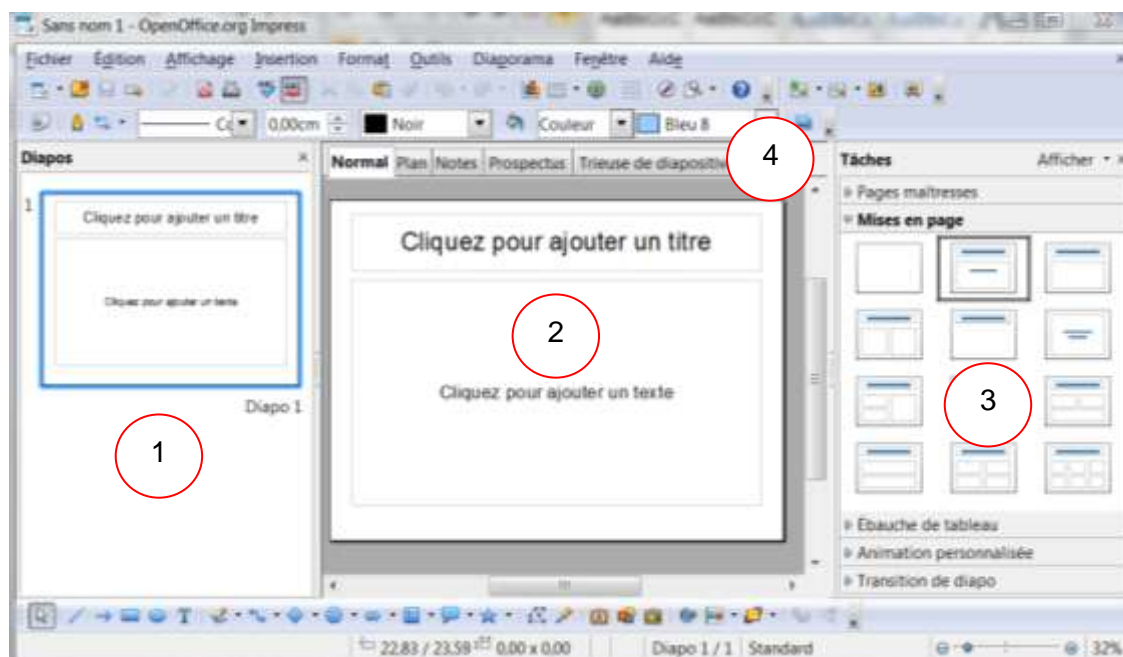 Sans nom 1 - OpenOffice.org Impress
Fichier Édition Affichage Insertion Format Outils Diaporama Fenêtre Aide
0,00cm Noir Couleur Bleu 8
Diapos
Normal Plan Notes Prospectus Trieuse de
4
Tâches Afficher
1
Cliquez pour ajouter un titre
Cliquez pour ajouter un texte
Diapo 1
1
Cliquez pour ajouter un titre
2
Cliquez pour ajouter un texte
Pages maîtresses
Mises en page
3
Ébauche de tableau
Animation personnalisée
Transition de diapo
22,83 / 23,59 0,00 x 0,00 Diapo 1 / 1 Standard 32%